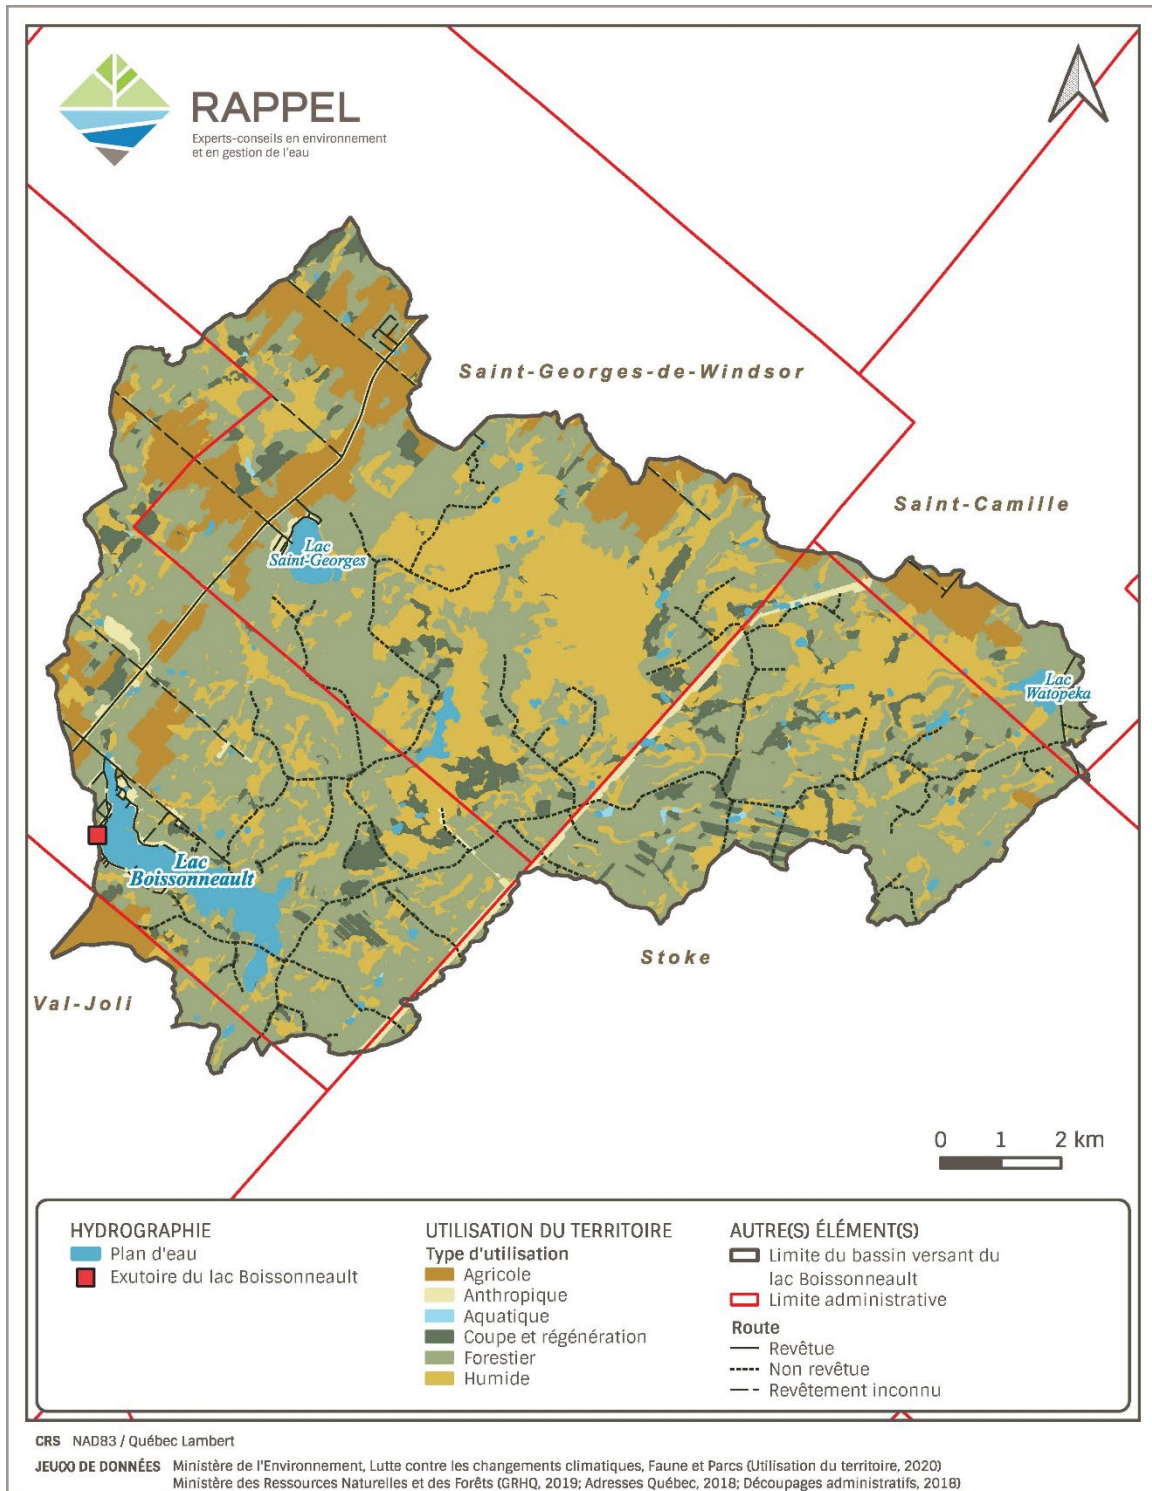 RAPPEL
Experts-conseils en environnement
et en gestion de l'eau
Saint-Georges-de-Windsor
Saint-Camille
Lac
Saint-Georges
Lac
Watopeka
Lac
Boissonneault
Stoke
Val-Joli
0 1 2 km
HYDROGRAPHIE
Plan d'eau
Exutoire du lac Boissonneault
UTILISATION DU TERRITOIRE
Type d'utilisation
Agricole
Anthropique
Aquatique
Coupe et régénération
Forestier
Humide
AUTRE(S) ÉLÉMENT(S)
Limite du bassin versant du
lac Boissonneault
Limite administrative
Route
Revêtue
Non revêtue
Revêtement inconnu
CRS NAD83 / Québec Lambert
JEU(X) DE DONNÉES Ministère de l'Environnement, Lutte contre les changements climatiques, Faune et Parcs (Utilisation du territoire, 2020)
Ministère des Ressources Naturelles et des Forêts (GRHQ, 2019; Adresses Québec, 2018; Découpages administratifs, 2018)